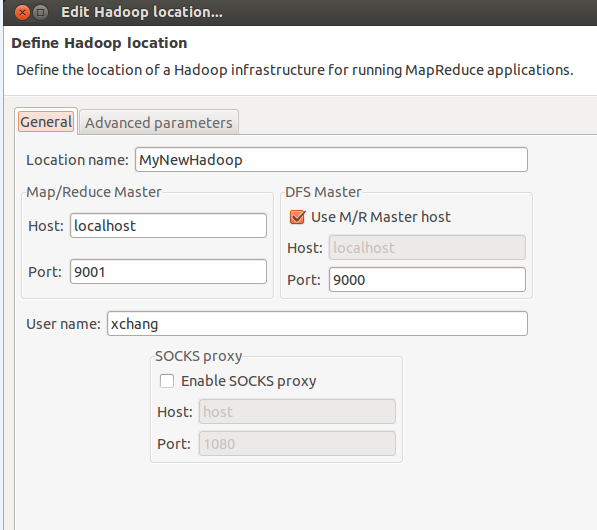 Edit Hadoop location...
Define Hadoop location
Define the location of a Hadoop infrastructure for running MapReduce applications.
General Advanced parameters
Location name: MyNewHadoop
Map/Reduce Master
Host: localhost
Port: 9001
DFS Master
Use M/R Master host
Host: localhost
Port: 9000
User name: xchang
SOCKS proxy
Enable SOCKS proxy
Host: host
Port: 1080